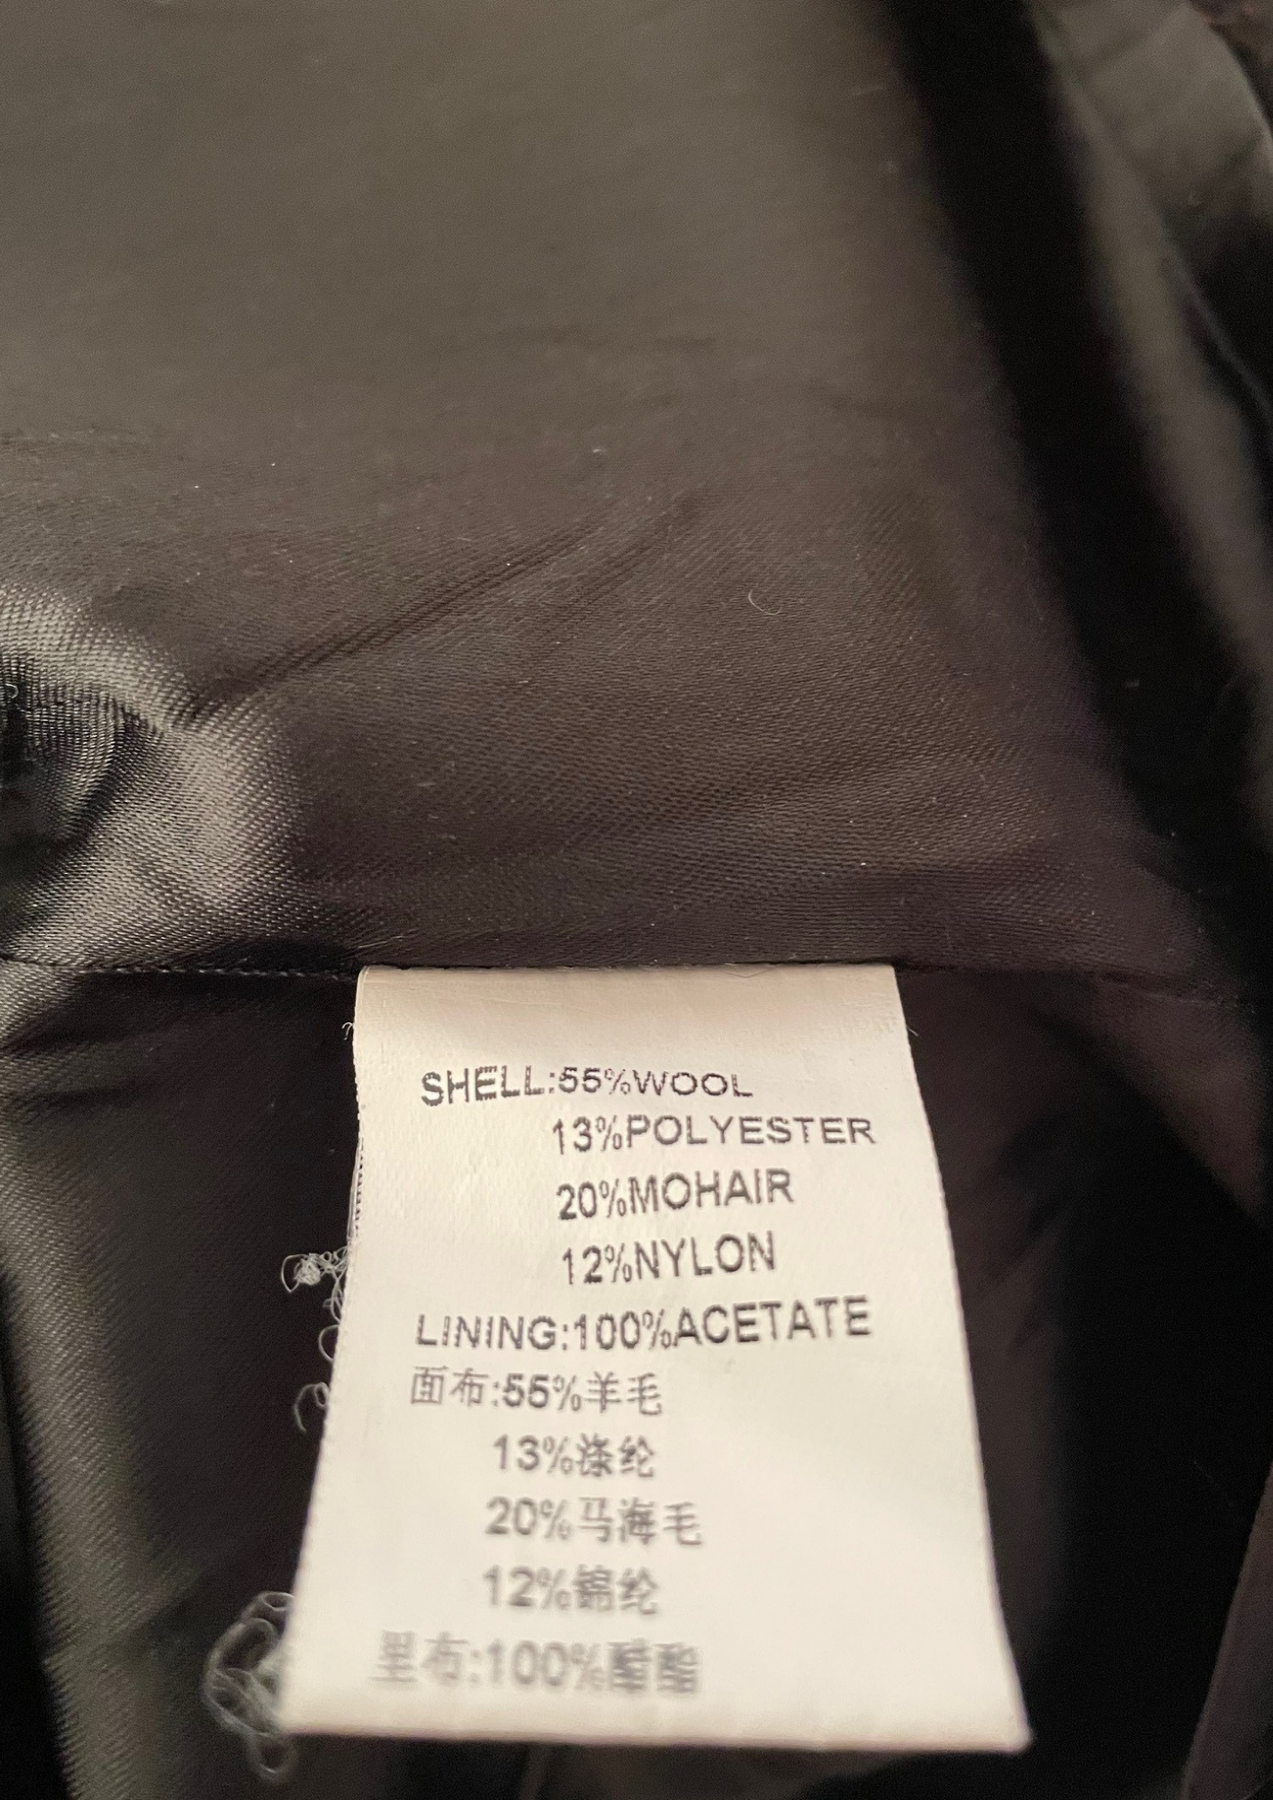 SHELL:55%WOOL
13%POLYESTER
20%MOHAIR
12%NYLON
LINING:100%ACETATE
面布:55%羊毛
13%涤纶
20%马海毛
12%锦纶
里布:100%醋酯